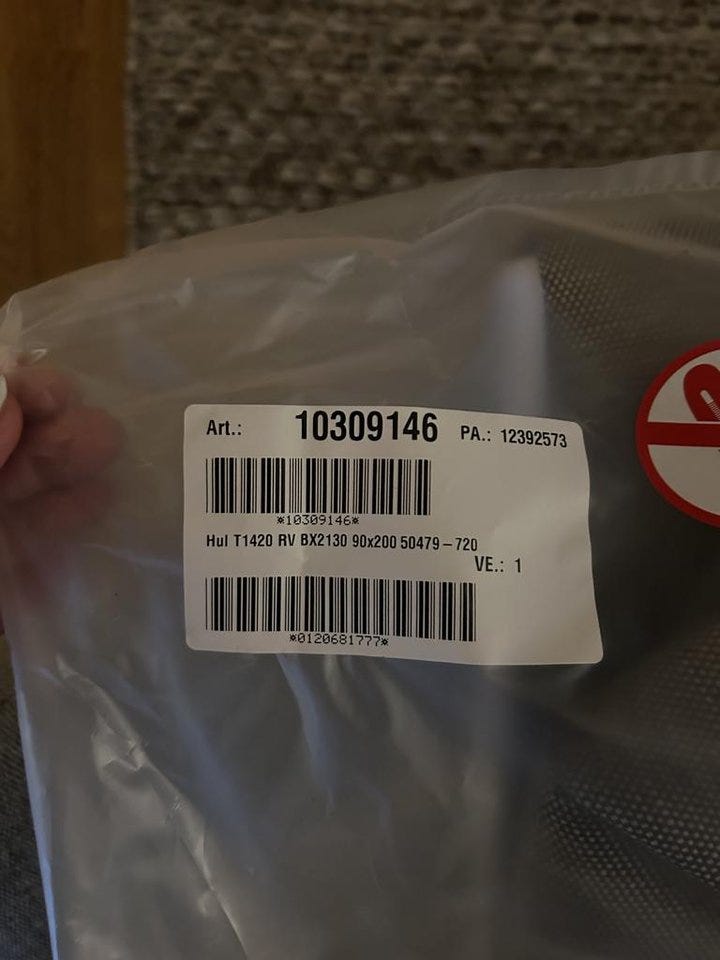 Art.: 10309146 PA.: 12392573
*10309146*
Hul T1420 RV BX2130 90x200 50479-720
VE.: 1
*0120681777*